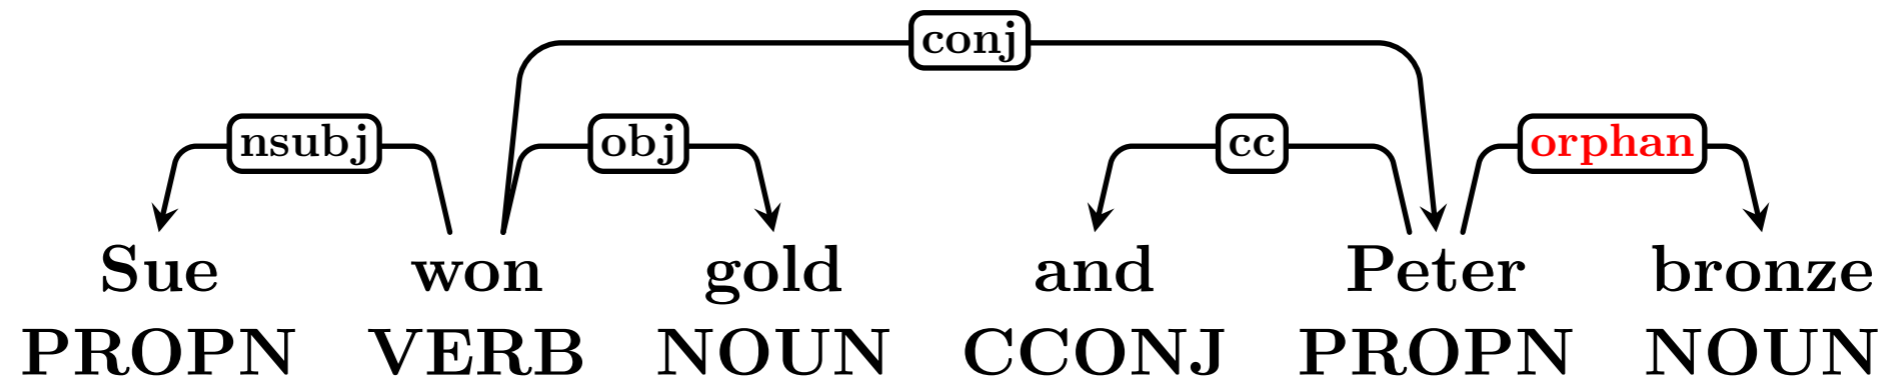 conj
nsubj obj cc orphan
Sue won gold and Peter bronze
PROPN VERB NOUN CCONJ PROPN NOUN